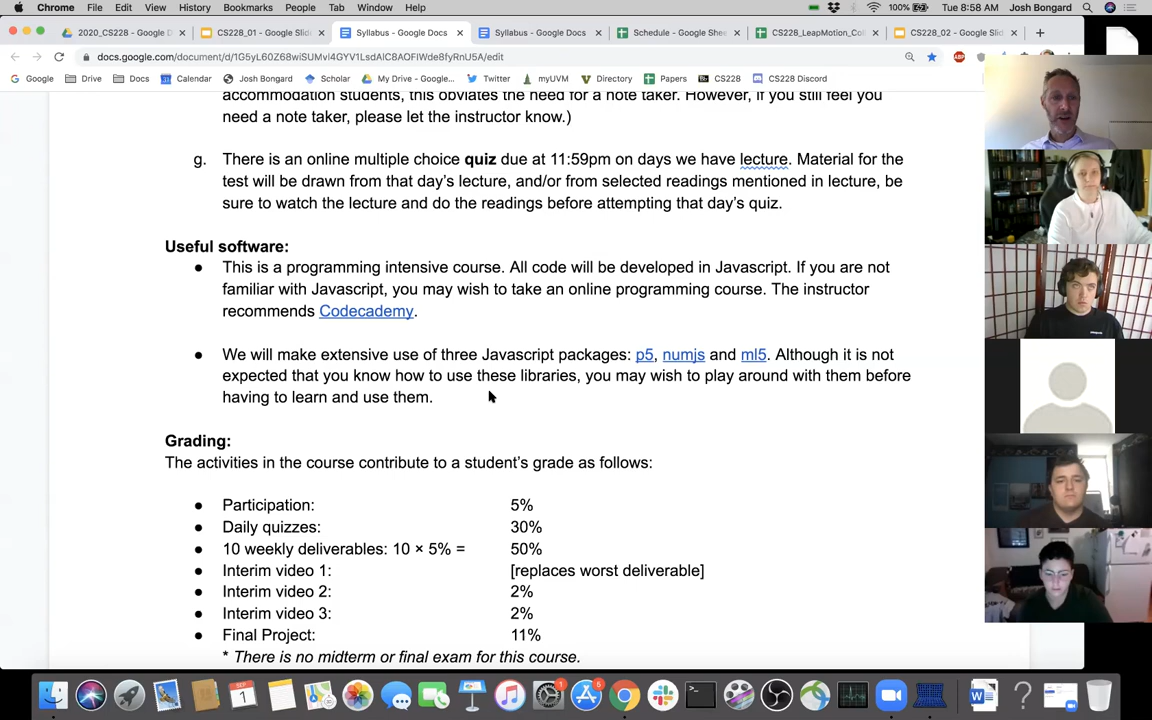 Chrome File Edit View History Bookmarks People Tab Window Help 100% Tue 8:58 AM Josh Bongard
2020_CS228 - Google D × CS228_01 - Google Slides × Syllabus - Google Docs × Syllabus - Google Doc × Schedule - Google Shee × CS228_LeapMotion_Col × CS228_02 - Google Slid × +
docs.google.com/document/d/1G5yL60Z68wiSUMvl4GYV1LsdAlC8AOFIWde8fyRnU5A/edit
Google Drive Docs Calendar Josh Bongard Scholar My Drive - Google... Twitter myUVM Directory Papers CS228 CS228 Discord
accommodation students, this obviates the need for a note taker. However, if you still feel you
need a note taker, please let the instructor know.)
g. There is an online multiple choice quiz due at 11:59pm on days we have lecture. Material for the
test will be drawn from that day's lecture, and/or from selected readings mentioned in lecture, be
sure to watch the lecture and do the readings before attempting that day's quiz.
Useful software:
● This is a programming intensive course. All code will be developed in Javascript. If you are not
familiar with Javascript, you may wish to take an online programming course. The instructor
recommends Codecademy.
● We will make extensive use of three Javascript packages: p5, numjs and ml5. Although it is not
expected that you know how to use these libraries, you may wish to play around with them before
having to learn and use them.
Grading:
The activities in the course contribute to a student's grade as follows:
● Participation: 5%
● Daily quizzes: 30%
● 10 weekly deliverables: 10 × 5% = 50%
● Interim video 1: [replaces worst deliverable]
● Interim video 2: 2%
● Interim video 3: 2%
● Final Project: 11%
* There is no midterm or final exam for this course.
SEP
1